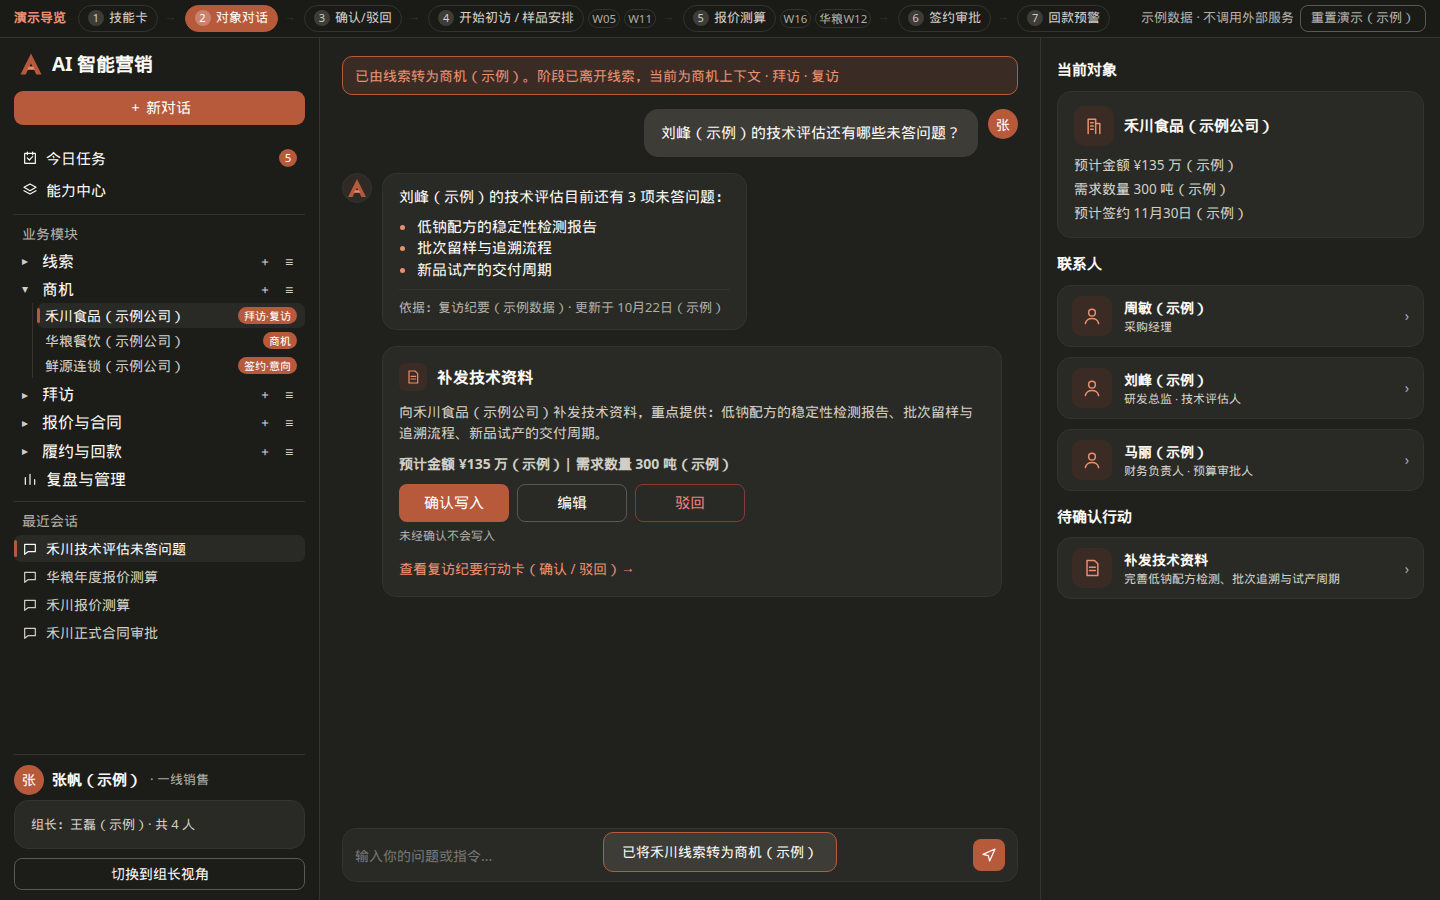 演示导览 1 技能卡 → 2 对象对话 → 3 确认/驳回 → 4 开始初访 / 样品安排 W05 W11 → 5 报价测算 W16 华粮W12 → 6 签约审批 → 7 回款预警 示例数据 · 不调用外部服务 重置演示（示例）
AI 智能营销
+ 新对话
今日任务 5
能力中心
业务模块
▸ 线索 + ≡
▾ 商机 + ≡
禾川食品（示例公司） 拜访·复访
华粮餐饮（示例公司） 商机
鲜源连锁（示例公司） 签约·意向
▸ 拜访 + ≡
▸ 报价与合同 + ≡
▸ 履约与回款 + ≡
复盘与管理
最近会话
禾川技术评估未答问题
华粮年度报价测算
禾川报价测算
禾川正式合同审批
张 张帆（示例） · 一线销售
组长：王磊（示例）· 共 4 人
切换到组长视角
已由线索转为商机（示例）。阶段已离开线索，当前为商机上下文 · 拜访 · 复访
刘峰（示例）的技术评估还有哪些未答问题？ 张
刘峰（示例）的技术评估目前还有 3 项未答问题：
• 低钠配方的稳定性检测报告
• 批次留样与追溯流程
• 新品试产的交付周期
依据：复访纪要（示例数据）· 更新于 10月22日（示例）
补发技术资料
向禾川食品（示例公司）补发技术资料，重点提供：低钠配方的稳定性检测报告、批次留样与
追溯流程、新品试产的交付周期。
预计金额 ¥135 万（示例）| 需求数量 300 吨（示例）
确认写入 编辑 驳回
未经确认不会写入
查看复访纪要行动卡（确认 / 驳回）→
输入你的问题或指令...
已将禾川线索转为商机（示例）
当前对象
禾川食品（示例公司）
预计金额 ¥135 万（示例）
需求数量 300 吨（示例）
预计签约 11月30日（示例）
联系人
周敏（示例）
采购经理 ›
刘峰（示例）
研发总监 · 技术评估人 ›
马丽（示例）
财务负责人 · 预算审批人 ›
待确认行动
补发技术资料
完善低钠配方检测、批次追溯与试产周期 ›